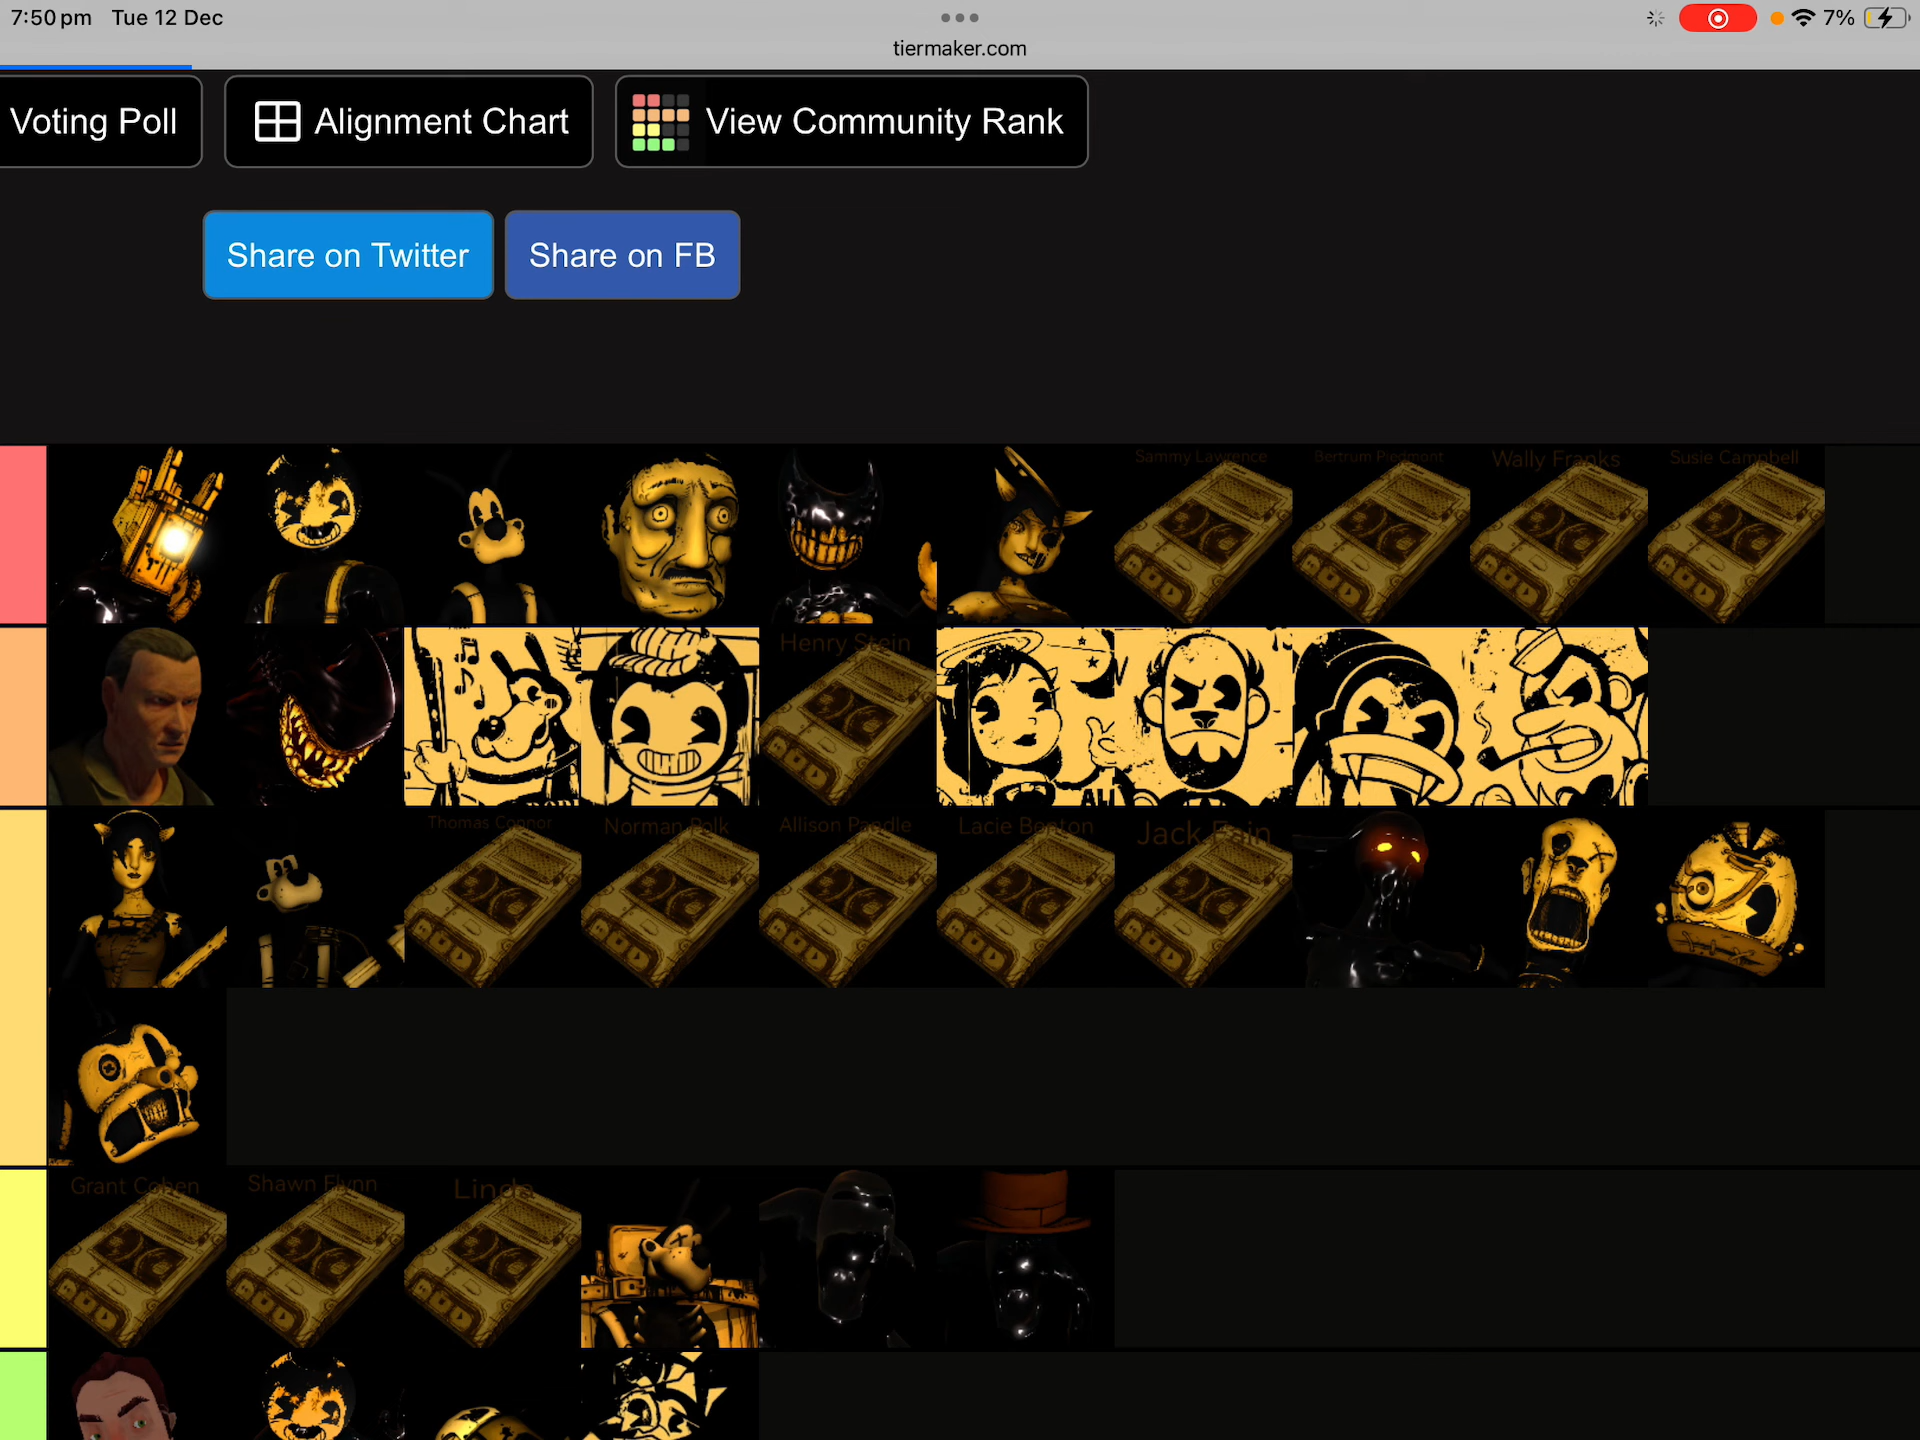 7:50 pm Tue 12 Dec
7%
tiermaker.com
Voting Poll
Alignment Chart
View Community Rank
Share on Twitter
Share on FB
Sammy Lawrence
Bertrum Piedmont
Wally Franks
Susie Campbell
Henry Stein
Thomas Connor
Norman Polk
Allison Pendle
Lacie Benton
Jack Fain
Grant Cohen
Shawn Flynn
Linda